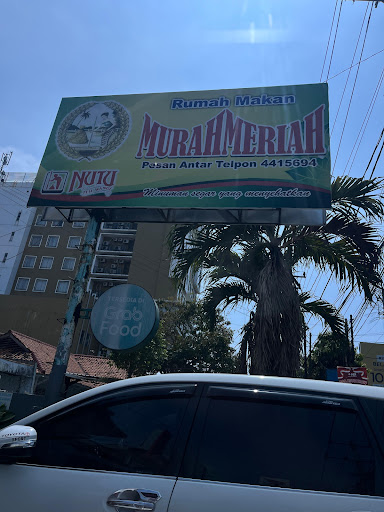 Rumah Makan
MURAHMERIAH
Pesan Antar Telpon 4415694
NUTU
Minuman segar yang menyehatkan
Grab
Food